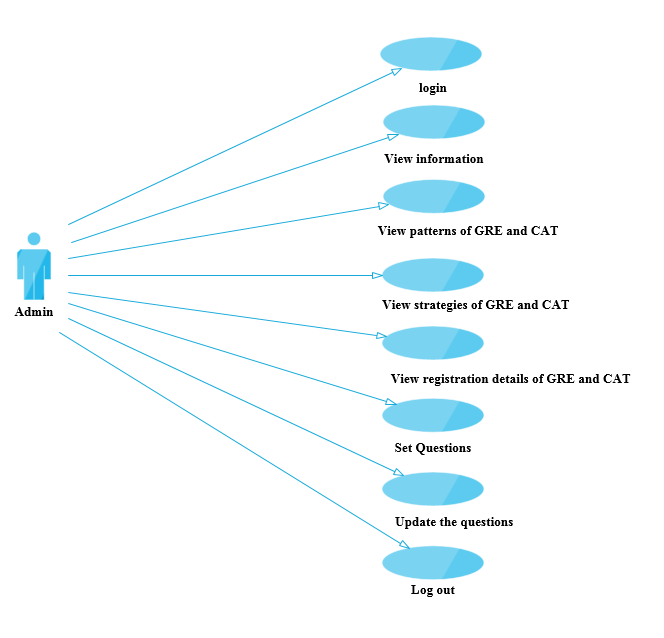 login
View information
View patterns of GRE and CAT
Admin
View strategies of GRE and CAT
View registration details of GRE and CAT
Set Questions
Update the questions
Log out